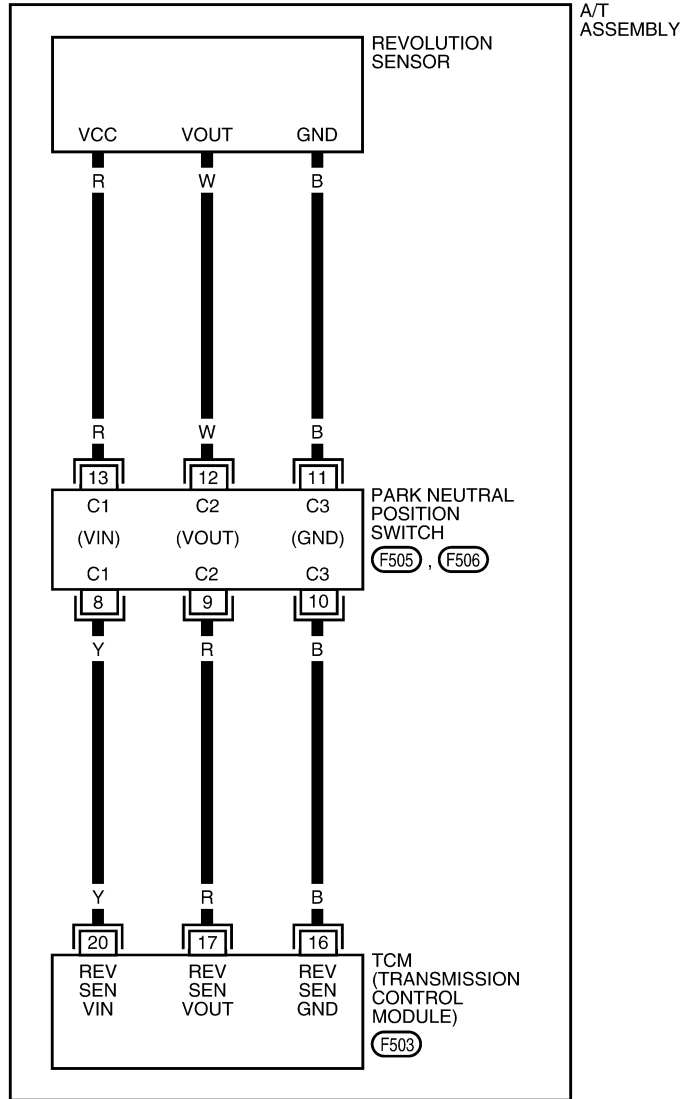 A/T
ASSEMBLY
REVOLUTION
SENSOR
VCC VOUT GND
R W B
R W B
13 12 11
C1 C2 C3
(VIN) (VOUT) (GND)
C1 C2 C3
PARK NEUTRAL
POSITION
SWITCH
F505 , F506
8 9 10
Y R B
Y R B
20 17 16
REV REV REV
SEN SEN SEN
VIN VOUT GND
TCM
(TRANSMISSION
CONTROL
MODULE)
F503